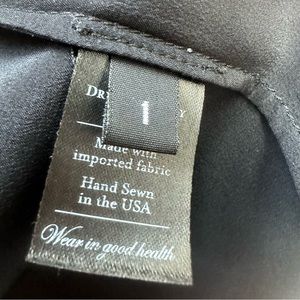 1
Made with
imported fabric
Hand Sewn
in the USA
Wear in good health